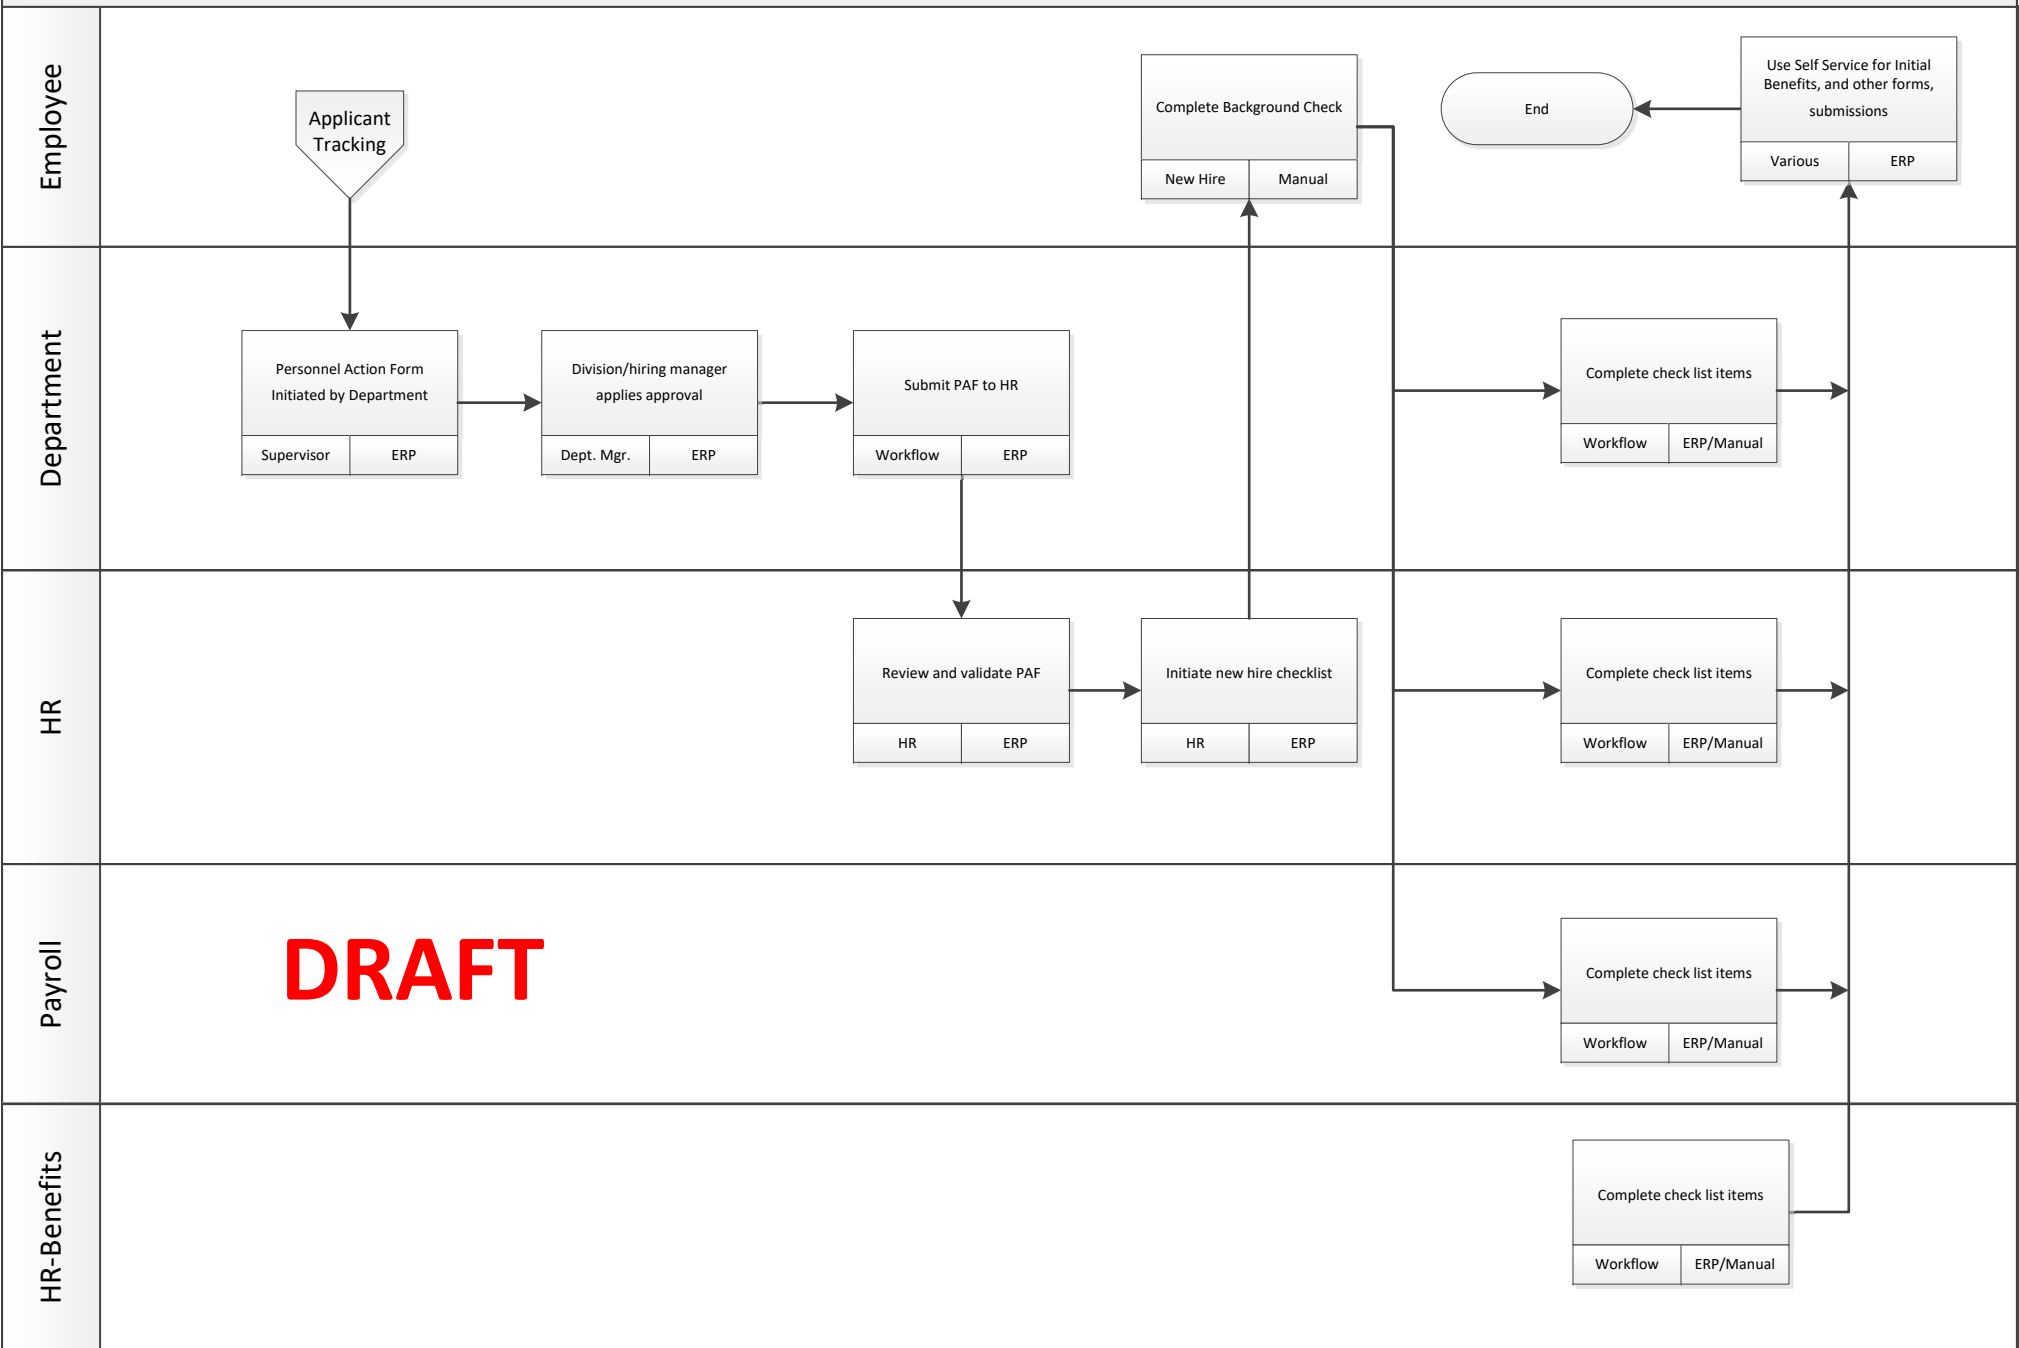 Employee
Applicant
Tracking
Complete Background Check
New Hire
Manual
End
Use Self Service for Initial
Benefits, and other forms,
submissions
Various
ERP
Department
Personnel Action Form
Initiated by Department
Supervisor
ERP
Division/hiring manager
applies approval
Dept. Mgr.
ERP
Submit PAF to HR
Workflow
ERP
Complete check list items
Workflow
ERP/Manual
HR
Review and validate PAF
HR
ERP
Initiate new hire checklist
HR
ERP
Complete check list items
Workflow
ERP/Manual
Payroll
DRAFT
Complete check list items
Workflow
ERP/Manual
HR-Benefits
Complete check list items
Workflow
ERP/Manual